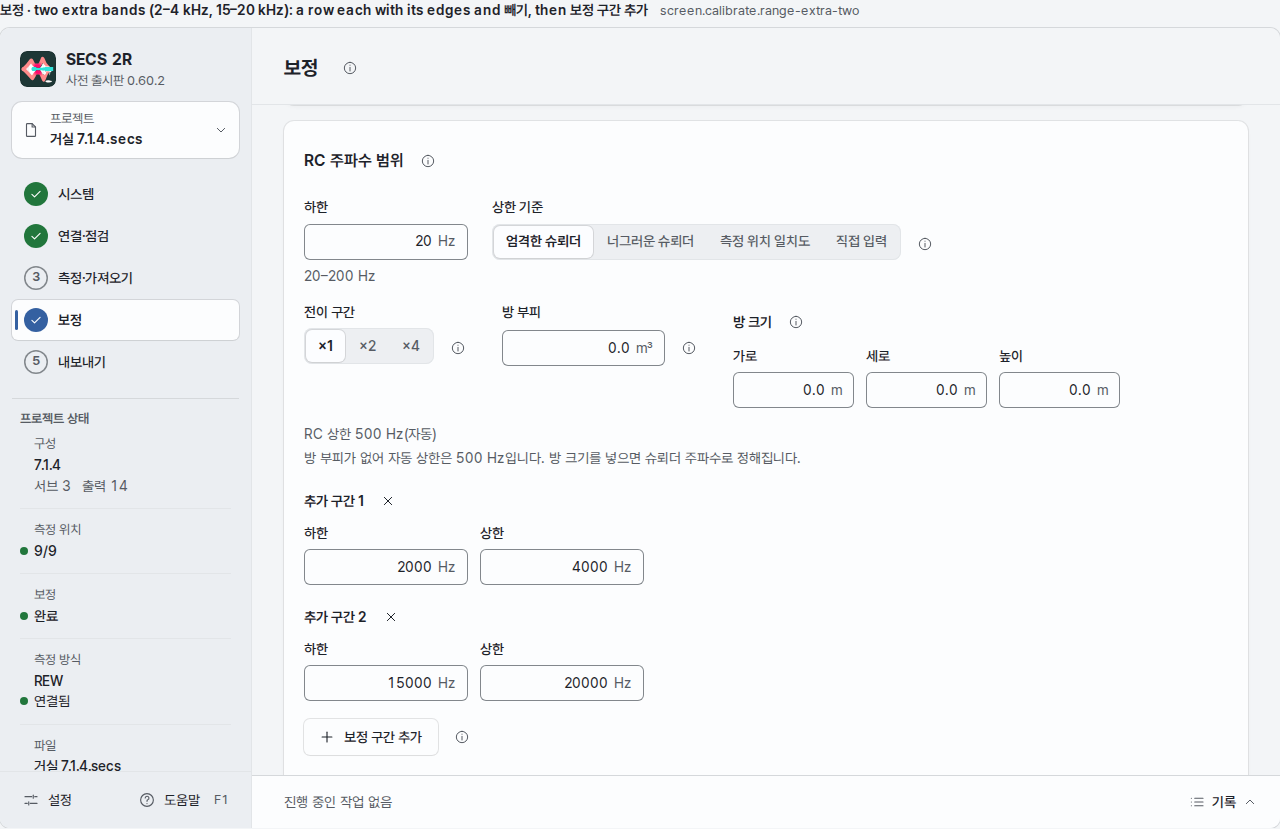 보정 · two extra bands (2–4 kHz, 15–20 kHz): a row each with its edges and 빼기, then 보정 구간 추가 screen.calibrate.range-extra-two
SECS 2R
사전 출시판 0.60.2
프로젝트
거실 7.1.4.secs
시스템
연결·점검
3 측정·가져오기
보정
5 내보내기
프로젝트 상태
구성
7.1.4
서브 3 출력 14
측정 위치
9/9
보정
완료
측정 방식
REW
연결됨
파일
거실 7.1.4.secs
설정
도움말 F1
보정
RC 주파수 범위
하한
20 Hz
20–200 Hz
상한 기준
엄격한 슈뢰더 너그러운 슈뢰더 측정 위치 일치도 직접 입력
전이 구간
×1 ×2 ×4
방 부피
0.0 m³
방 크기
가로 세로 높이
0.0 m 0.0 m 0.0 m
RC 상한 500 Hz(자동)
방 부피가 없어 자동 상한은 500 Hz입니다. 방 크기를 넣으면 슈뢰더 주파수로 정해집니다.
추가 구간 1
하한 상한
2000 Hz 4000 Hz
추가 구간 2
하한 상한
15000 Hz 20000 Hz
보정 구간 추가
진행 중인 작업 없음
기록